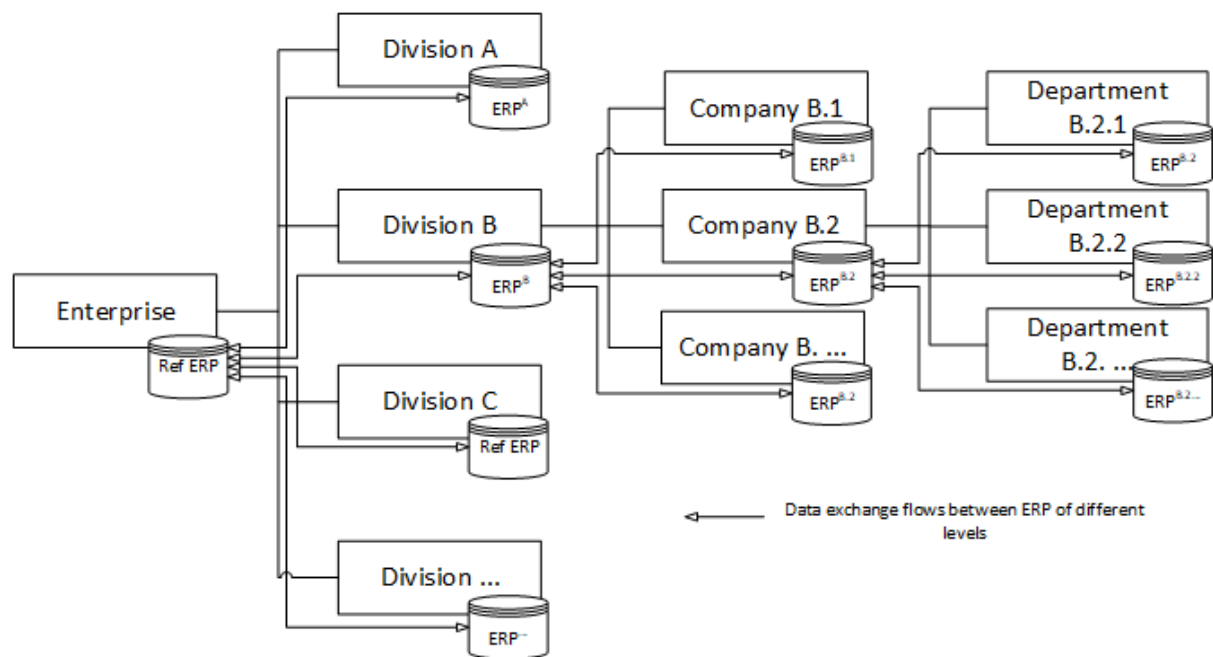 Division A
ERP^A
Company B.1
ERP^B.1
Department
B.2.1
ERP^B.2
Division B
ERP^B
Company B.2
ERP^B.2
Department
B.2.2
ERP^B.2.2
Enterprise
Ref ERP
Company B. ...
ERP^B.2
Department
B.2. ...
ERP^B.2...
Division C
Ref ERP
Data exchange flows between ERP of different
levels
Division ...
ERP^...